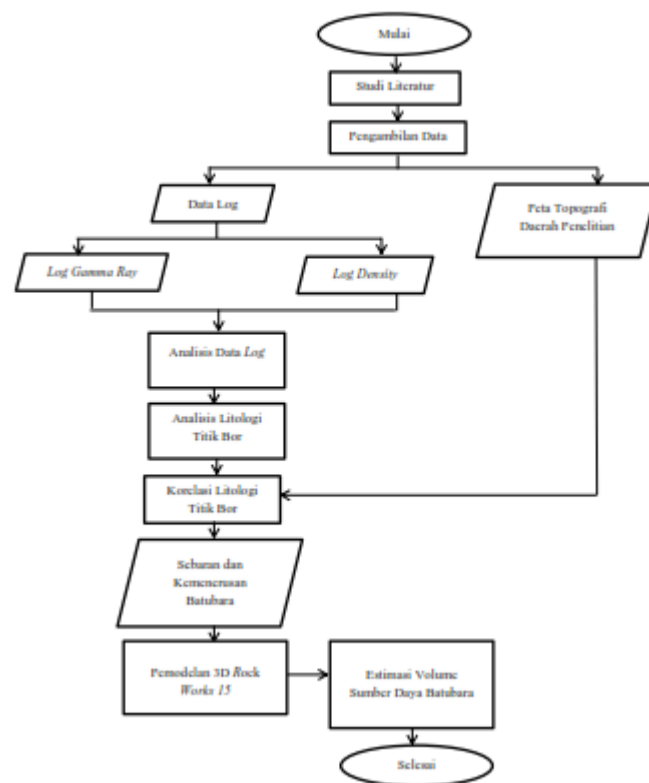 Mulai
Studi Literatur
Pengambilan Data
Data Log
Peta Topografi
Daerah Penelitian
Log Gamma Ray
Log Density
Analisis Data Log
Analisis Litologi
Titik Bor
Korelasi Litologi
Titik Bor
Sebaran dan
Kemenerusan
Batubara
Pemodelan 3D Rock
Works 15
Estimasi Volume
Sumber Daya Batubara
Selesai